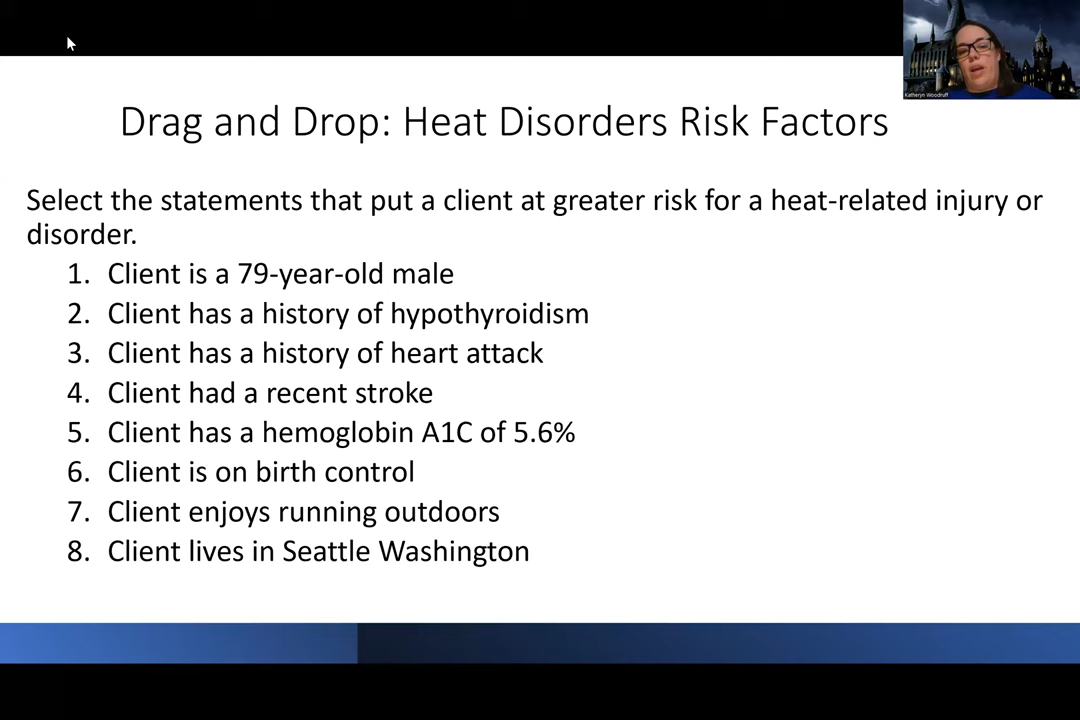 Katheryn Woodruff
Drag and Drop: Heat Disorders Risk Factors
Select the statements that put a client at greater risk for a heat-related injury or
disorder.
1. Client is a 79-year-old male
2. Client has a history of hypothyroidism
3. Client has a history of heart attack
4. Client had a recent stroke
5. Client has a hemoglobin A1C of 5.6%
6. Client is on birth control
7. Client enjoys running outdoors
8. Client lives in Seattle Washington